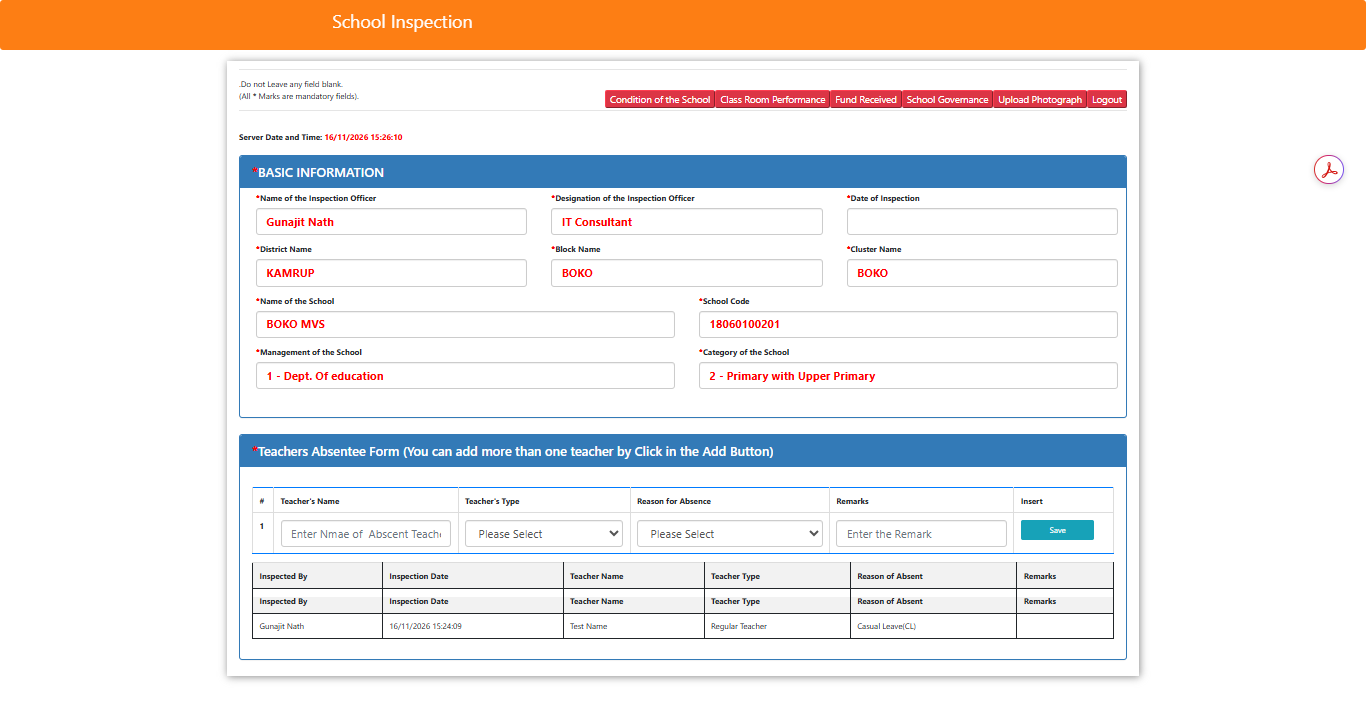 School Inspection
.Do not Leave any field blank.
(All * Marks are mandatory fields).
Condition of the School Class Room Performance Fund Received School Governance Upload Photograph Logout
Server Date and Time: 16/11/2026 15:26:10
*BASIC INFORMATION
*Name of the Inspection Officer *Designation of the Inspection Officer *Date of Inspection
Gunajit Nath IT Consultant
*District Name *Block Name *Cluster Name
KAMRUP BOKO BOKO
*Name of the School *School Code
BOKO MVS 18060100201
*Management of the School *Category of the School
1 - Dept. Of education 2 - Primary with Upper Primary
*Teachers Absentee Form (You can add more than one teacher by Click in the Add Button)
# Teacher's Name Teacher's Type Reason for Absence Remarks Insert
1 Enter Nmae of Abscent Teache Please Select Please Select Enter the Remark Save
Inspected By Inspection Date Teacher Name Teacher Type Reason of Absent Remarks
Inspected By Inspection Date Teacher Name Teacher Type Reason of Absent Remarks
Gunajit Nath 16/11/2026 15:24:09 Test Name Regular Teacher Casual Leave(CL)